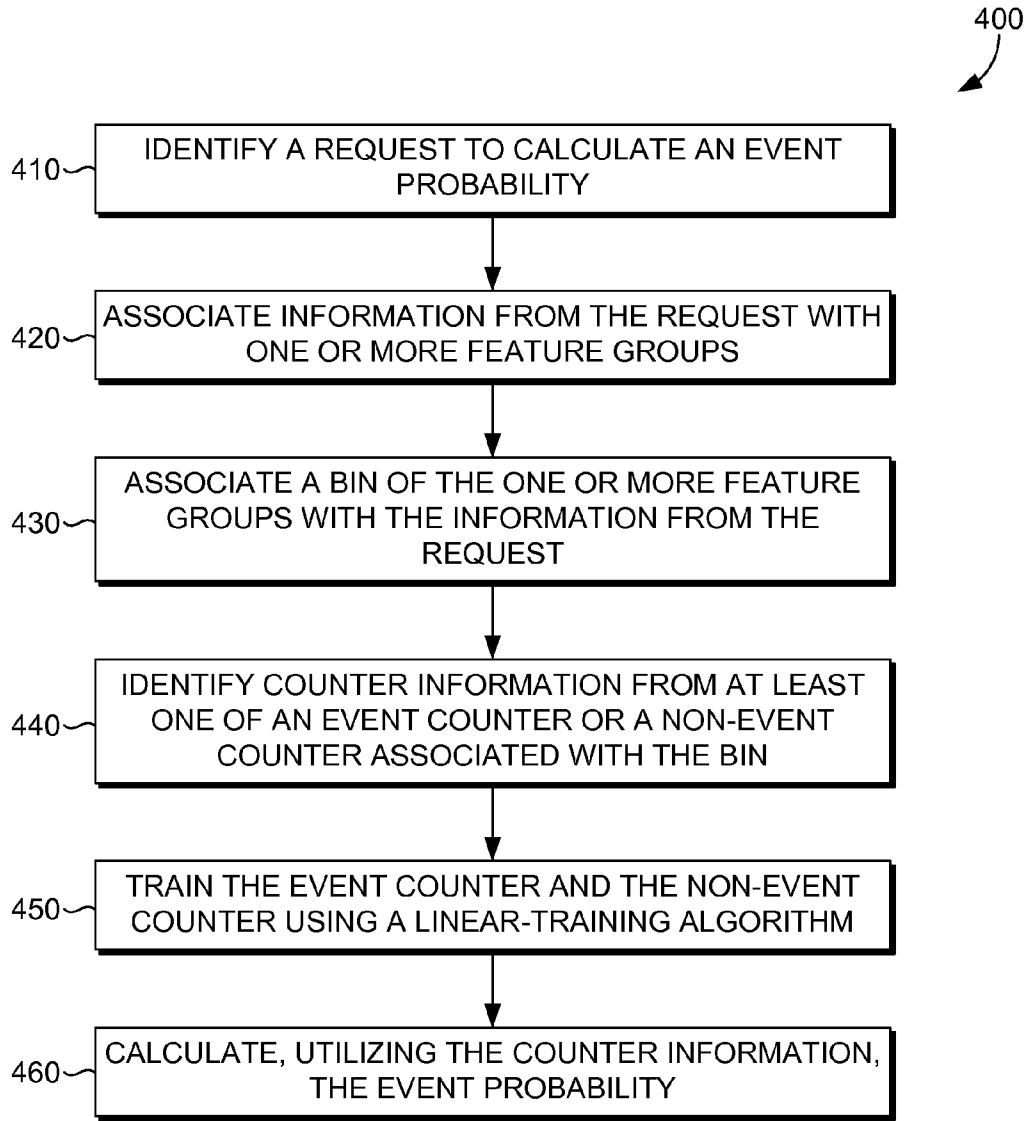 400
410
IDENTIFY A REQUEST TO CALCULATE AN EVENT
PROBABILITY
420
ASSOCIATE INFORMATION FROM THE REQUEST WITH
ONE OR MORE FEATURE GROUPS
430
ASSOCIATE A BIN OF THE ONE OR MORE FEATURE
GROUPS WITH THE INFORMATION FROM THE
REQUEST
440
IDENTIFY COUNTER INFORMATION FROM AT LEAST
ONE OF AN EVENT COUNTER OR A NON-EVENT
COUNTER ASSOCIATED WITH THE BIN
450
TRAIN THE EVENT COUNTER AND THE NON-EVENT
COUNTER USING A LINEAR-TRAINING ALGORITHM
460
CALCULATE, UTILIZING THE COUNTER INFORMATION,
THE EVENT PROBABILITY